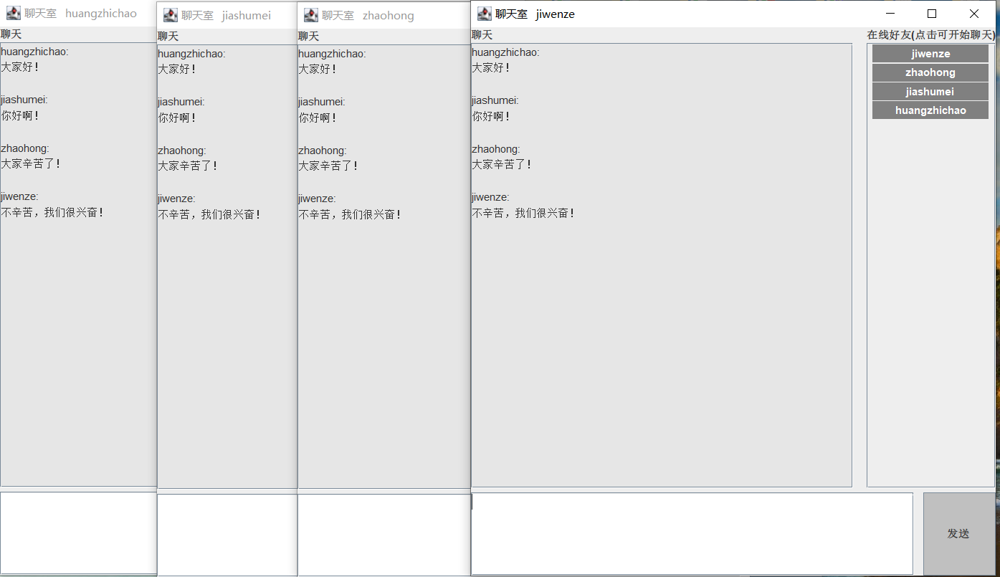 聊天室 huangzhichao
聊天
huangzhichao:
大家好！
jiashumei:
你好啊！
zhaohong:
大家辛苦了！
jiwenze:
不辛苦，我们很兴奋！
聊天室 jiashumei
聊天
huangzhichao:
大家好！
jiashumei:
你好啊！
zhaohong:
大家辛苦了！
jiwenze:
不辛苦，我们很兴奋！
聊天室 zhaohong
聊天
huangzhichao:
大家好！
jiashumei:
你好啊！
zhaohong:
大家辛苦了！
jiwenze:
不辛苦，我们很兴奋！
聊天室 jiwenze
聊天
huangzhichao:
大家好！
jiashumei:
你好啊！
zhaohong:
大家辛苦了！
jiwenze:
不辛苦，我们很兴奋！
在线好友(点击可开始聊天)
jiwenze
zhaohong
jiashumei
huangzhichao
发送